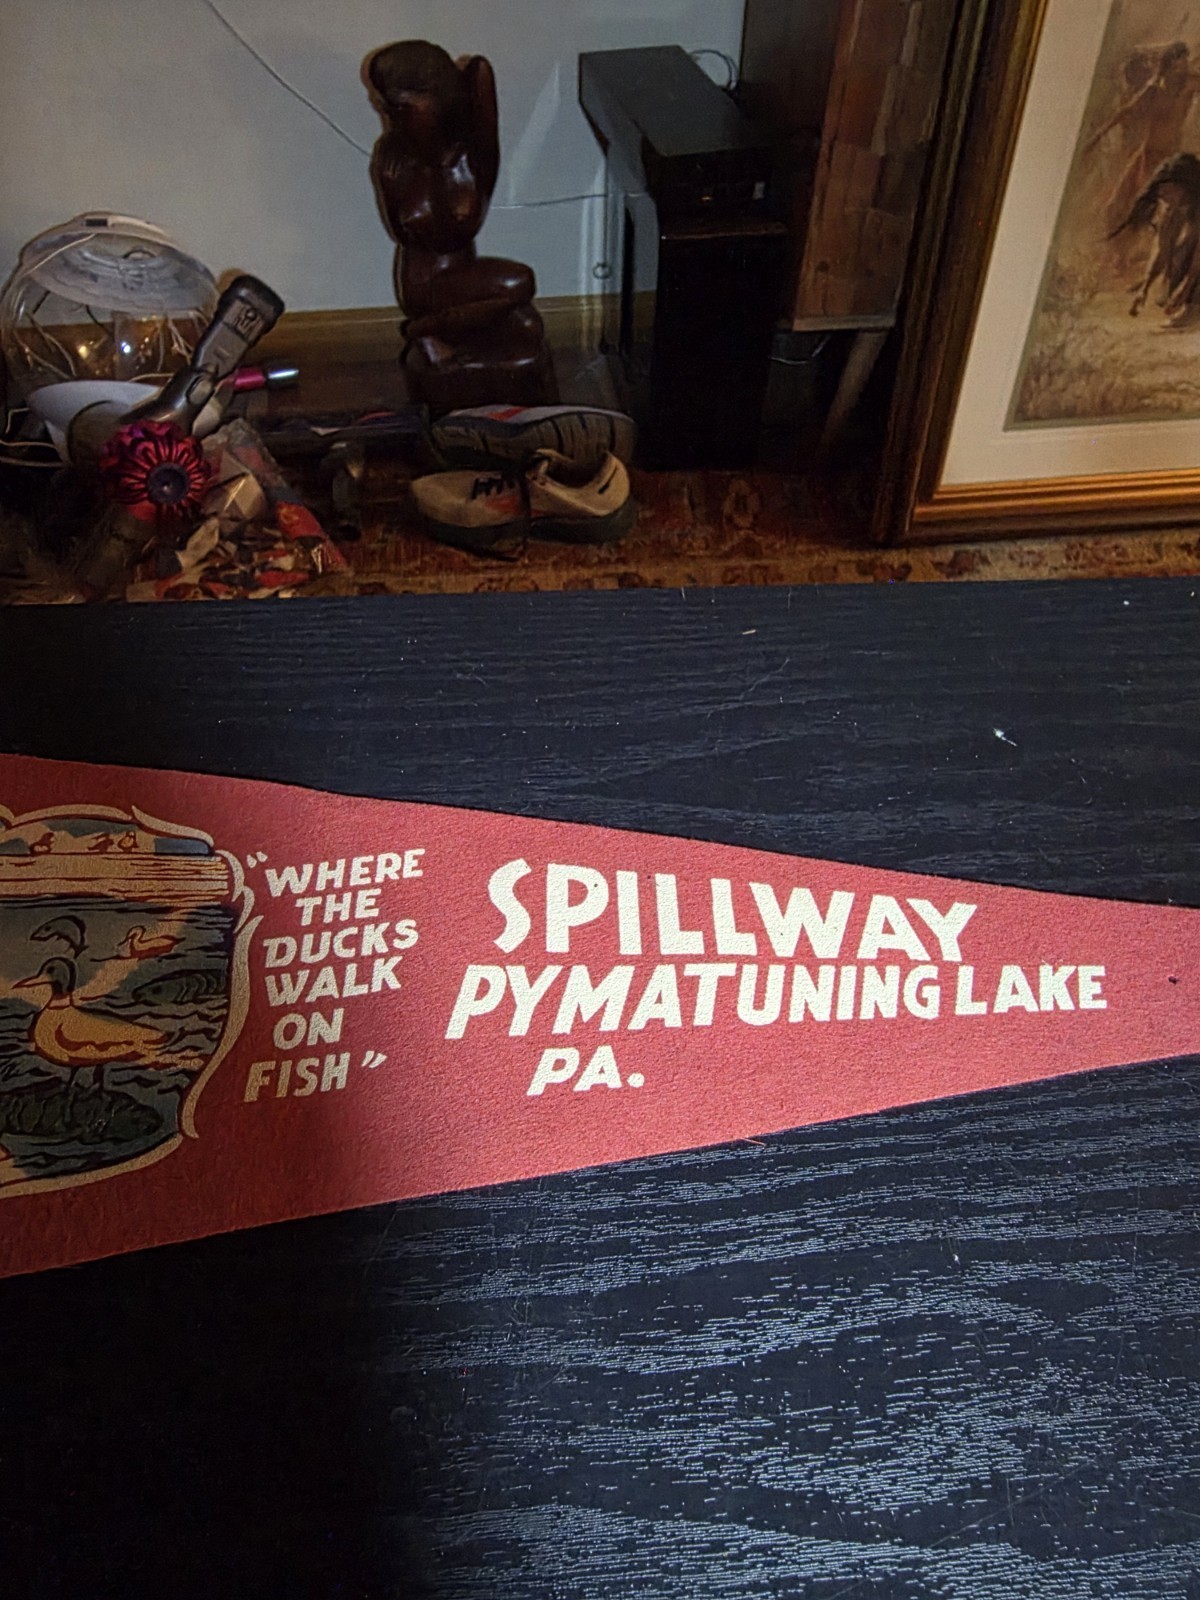 "WHERE
THE
DUCKS
WALK
ON
FISH"
SPILLWAY
PYMATUNING LAKE
PA.